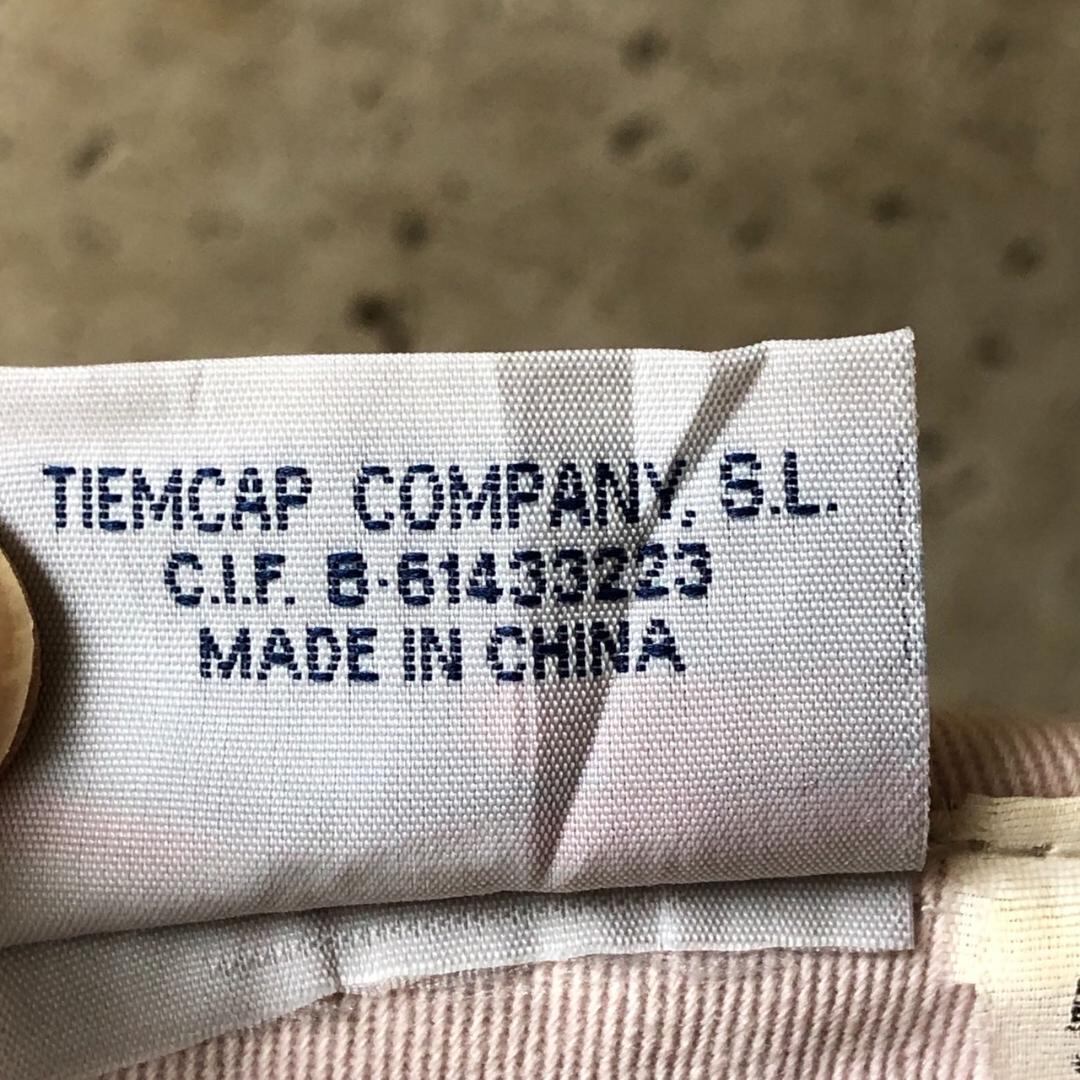 TIEMCAP COMPANY, S.L.
C.I.F. B-61433223
MADE IN CHINA